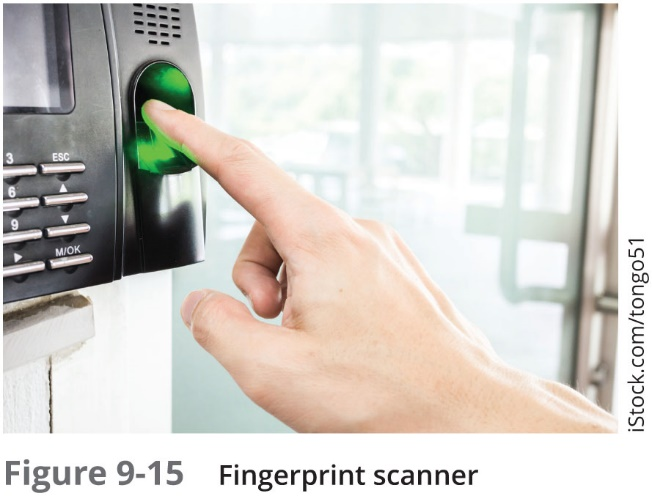 3 ESC
6 ▲
9 ▼
► M/OK
iStock.com/tongo51
Figure 9-15 Fingerprint scanner